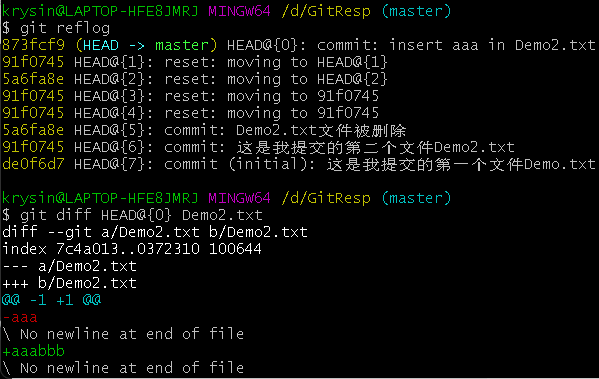 krysin@LAPTOP-HFE8JMRJ MINGW64 /d/GitResp (master)
$ git reflog
873fcf9 (HEAD -> master) HEAD@{0}: commit: insert aaa in Demo2.txt
91f0745 HEAD@{1}: reset: moving to HEAD@{1}
5a6fa8e HEAD@{2}: reset: moving to HEAD@{2}
91f0745 HEAD@{3}: reset: moving to 91f0745
91f0745 HEAD@{4}: reset: moving to 91f0745
5a6fa8e HEAD@{5}: commit: Demo2.txt文件被删除
91f0745 HEAD@{6}: commit: 这是我提交的第二个文件Demo2.txt
de0f6d7 HEAD@{7}: commit (initial): 这是我提交的第一个文件Demo.txt
krysin@LAPTOP-HFE8JMRJ MINGW64 /d/GitResp (master)
$ git diff HEAD@{0} Demo2.txt
diff --git a/Demo2.txt b/Demo2.txt
index 7c4a013..0372310 100644
--- a/Demo2.txt
+++ b/Demo2.txt
@@ -1 +1 @@
-aaa
\ No newline at end of file
+aaabbb
\ No newline at end of file